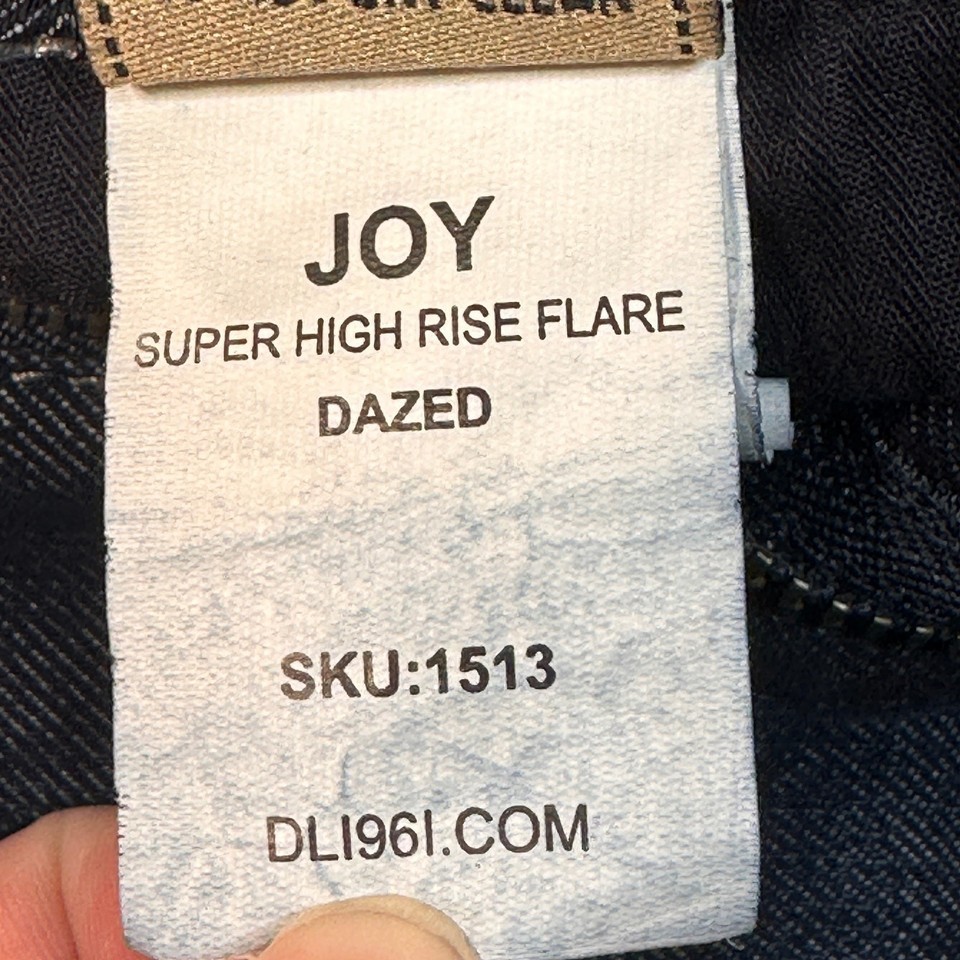 JOY
SUPER HIGH RISE FLARE
DAZED
SKU:1513
DLI96I.COM